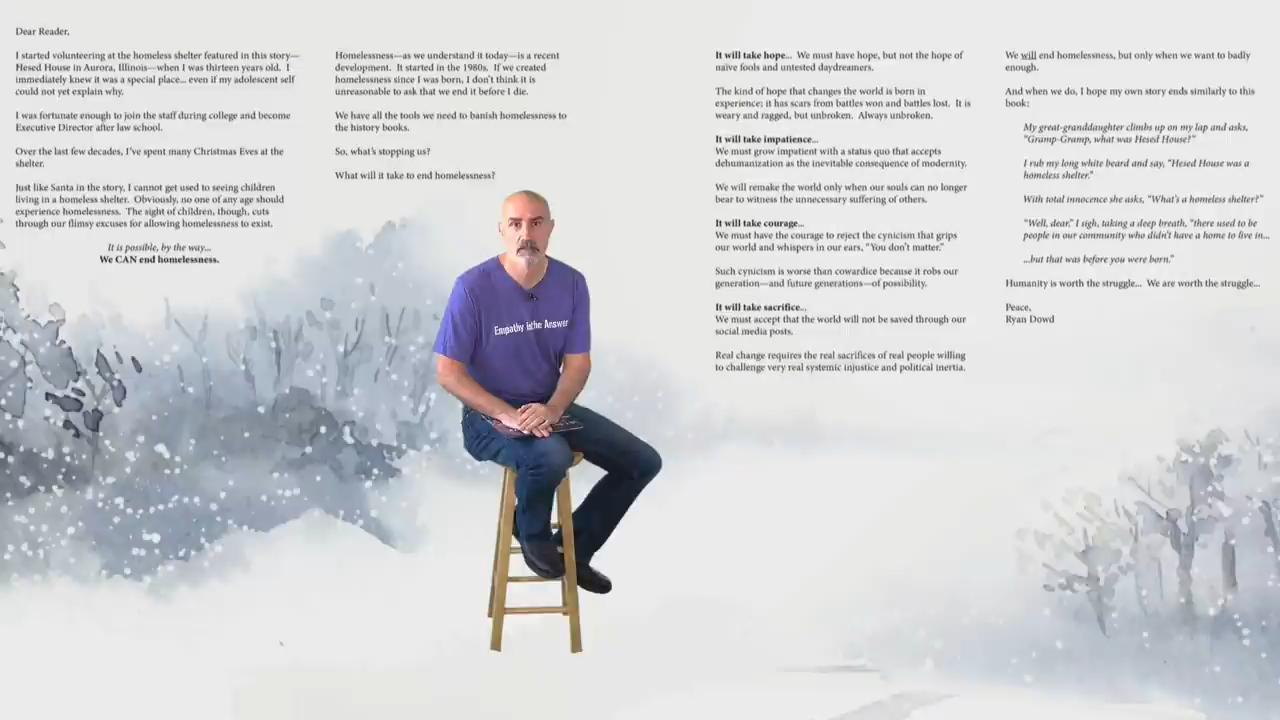 Dear Reader,
I started volunteering at the homeless shelter featured in this story—
Hesed House in Aurora, Illinois—when I was thirteen years old.  I
immediately knew it was a special place... even if my adolescent self
could not yet explain why.
I was fortunate enough to join the staff during college and become
Executive Director after law school.
Over the last few decades, I've spent many Christmas Eves at the
shelter.
Just like Santa in the story, I cannot get used to seeing children
living in a homeless shelter.  Obviously, no one of any age should
experience homelessness.  The sight of children, though, cuts
through our flimsy excuses for allowing homelessness to exist.
It is possible, by the way...
We CAN end homelessness.
Homelessness—as we understand it today—is a recent
development.  It started in the 1980s.  If we created
homelessness since I was born, I don't think it is
unreasonable to ask that we end it before I die.
We have all the tools we need to banish homelessness to
the history books.
So, what's stopping us?
What will it take to end homelessness?
Empathy is the Answer
It will take hope...  We must have hope, but not the hope of
naïve fools and untested daydreamers.
The kind of hope that changes the world is born in
experience; it has scars from battles won and battles lost.  It is
weary and ragged, but unbroken.  Always unbroken.
It will take impatience...
We must grow impatient with a status quo that accepts
dehumanization as the inevitable consequence of modernity.
We will remake the world only when our souls can no longer
bear to witness the unnecessary suffering of others.
It will take courage...
We must have the courage to reject the cynicism that grips
our world and whispers in our ears, "You don't matter."
Such cynicism is worse than cowardice because it robs our
generation—and future generations—of possibility.
It will take sacrifice...
We must accept that the world will not be saved through our
social media posts.
Real change requires the real sacrifices of real people willing
to challenge very real systemic injustice and political inertia.
We will end homelessness, but only when we want to badly
enough.
And when we do, I hope my own story ends similarly to this
book:
My great-granddaughter climbs up on my lap and asks,
"Gramp-Gramp, what was Hesed House?"
I rub my long white beard and say, "Hesed House was a
homeless shelter."
With total innocence she asks, "What's a homeless shelter?"
"Well, dear," I sigh, taking a deep breath, "there used to be
people in our community who didn't have a home to live in...
...but that was before you were born."
Humanity is worth the struggle...  We are worth the struggle...
Peace,
Ryan Dowd